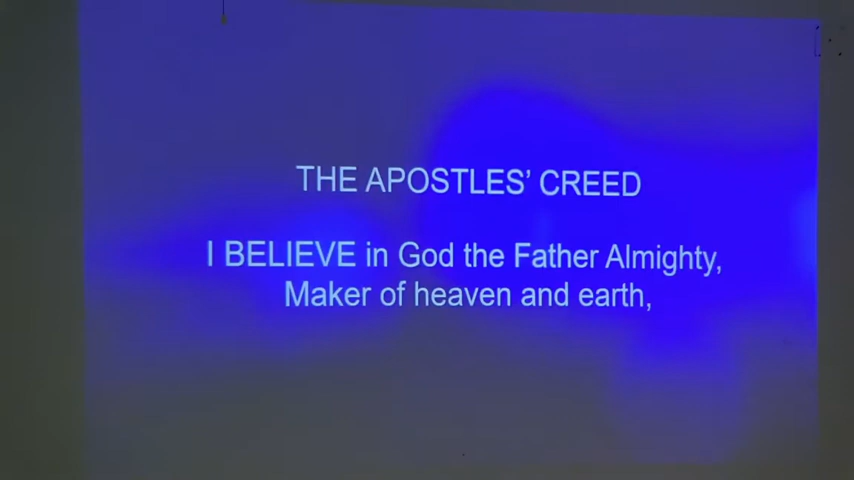 THE APOSTLES' CREED
I BELIEVE in God the Father Almighty,
Maker of heaven and earth,